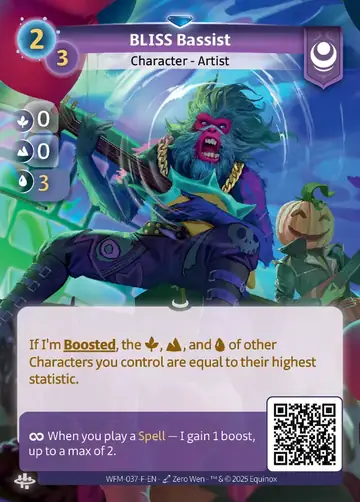 2
BLISS Bassist
3
Character - Artist
0
0
3
If I'm Boosted, the , , and of other
Characters you control are equal to their highest
statistic.
When you play a Spell — I gain 1 boost,
up to a max of 2.
WFM-037-F-EN - Zero Wen - ™ & © 2025 Equinox